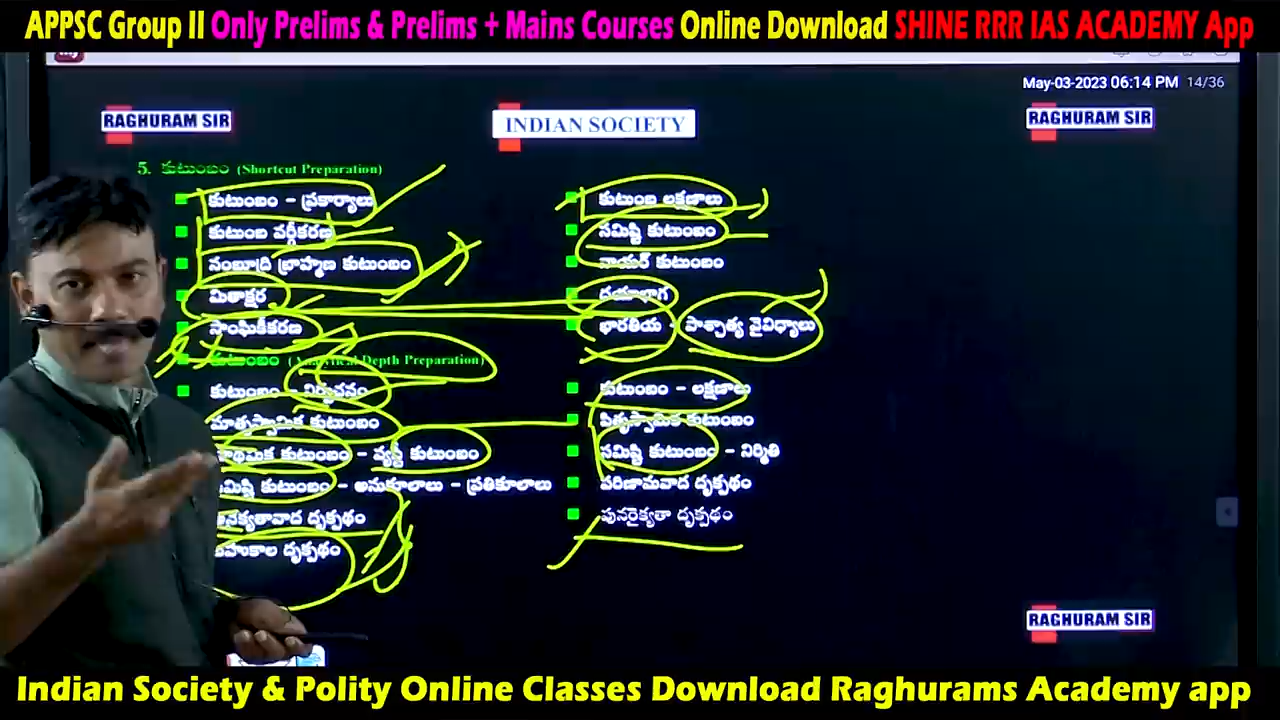 APPSC Group II Only Prelims & Prelims + Mains Courses Online Download SHINE RRR IAS ACADEMY App
May-03-2023 06:14 PM 14/36
RAGHURAM SIR
INDIAN SOCIETY
RAGHURAM SIR
5. కుటుంబం (Shortcut Preparation)
కుటుంబం - ప్రకార్యాలు
కుటుంబ లక్షణాలు
కుటుంబ వర్గీకరణ
సమిష్టి కుటుంబం
నంబూద్రి బ్రాహ్మణ కుటుంబం
నాయర్ కుటుంబం
మితాక్షర
దయాభాగ
సాంఘికీకరణ
భారతీయ - పాశ్చాత్య వైవిధ్యాలు
కుటుంబం (Analytical Depth Preparation)
కుటుంబం - నిర్వచనం
కుటుంబం - లక్షణాలు
మాతృస్వామిక కుటుంబం
పితృస్వామిక కుటుంబం
కుటుంబం - వ్యష్టి కుటుంబం
సమిష్టి కుటుంబం - నిర్మితి
కుటుంబం - అనుకూలాలు - ప్రతికూలాలు
పరిణామవాద దృక్పథం
దృక్పథం
పునరైక్యతా దృక్పథం
దృక్పథం
RAGHURAM SIR
Indian Society & Polity Online Classes Download Raghurams Academy app